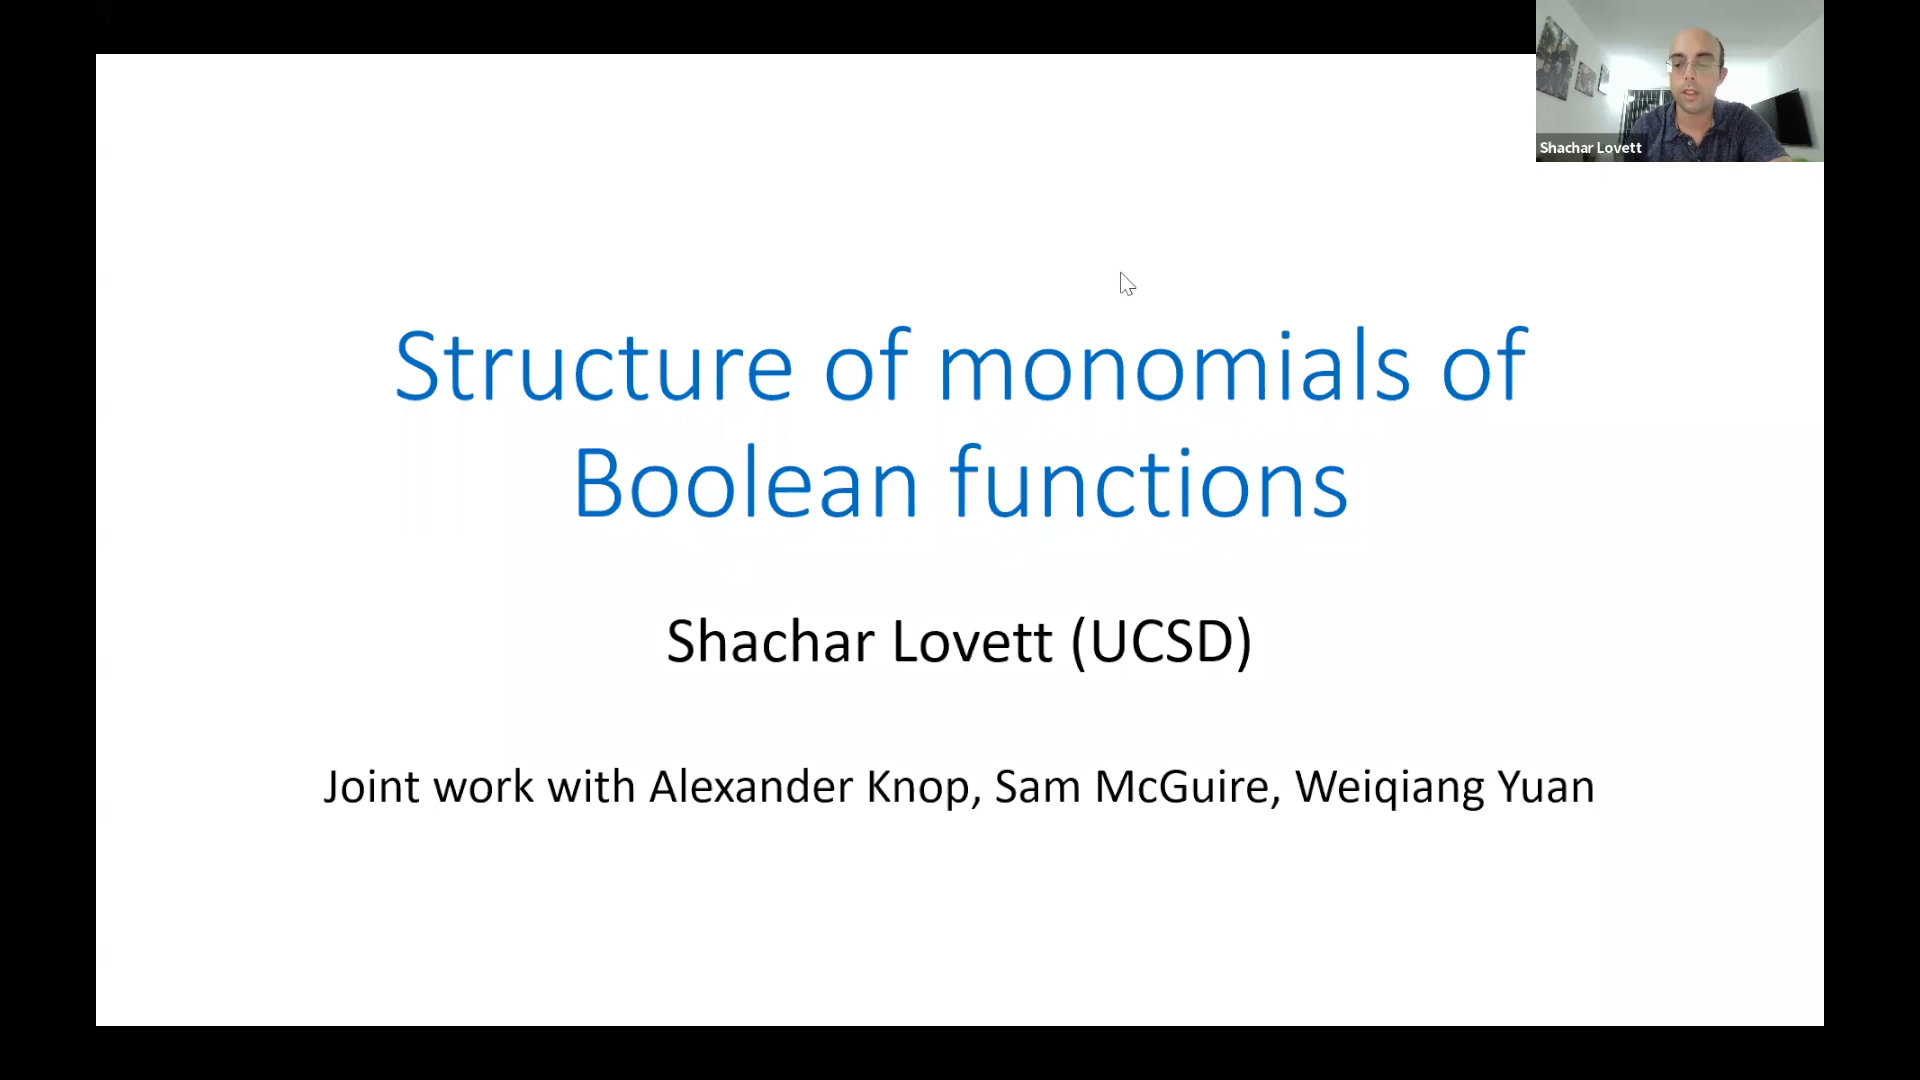 Shachar Lovett
Structure of monomials of
Boolean functions
Shachar Lovett (UCSD)
Joint work with Alexander Knop, Sam McGuire, Weiqiang Yuan